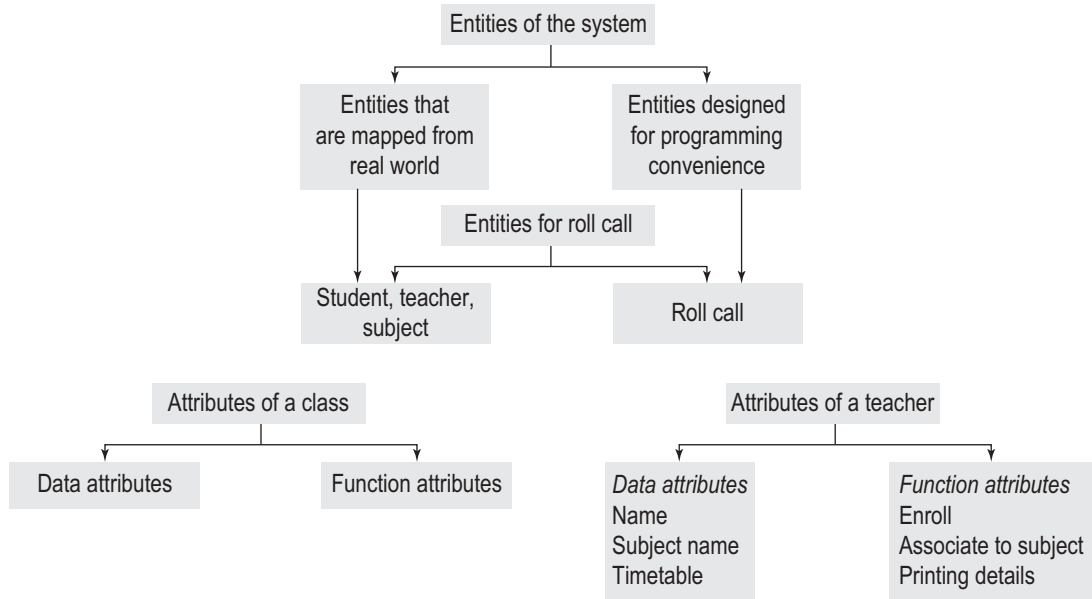 Entities of the system
Entities that
are mapped from
real world
Entities designed
for programming
convenience
Entities for roll call
Student, teacher,
subject
Roll call
Attributes of a class
Data attributes
Function attributes
Attributes of a teacher
Data attributes
Name
Subject name
Timetable
Function attributes
Enroll
Associate to subject
Printing details